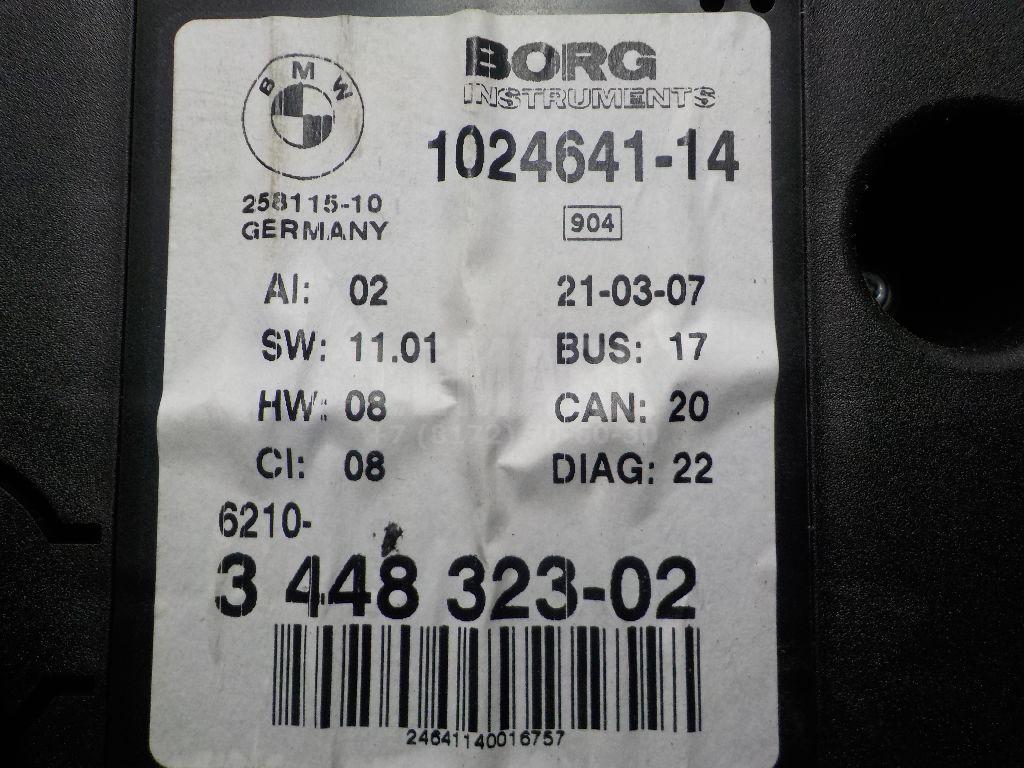 BMW
BORG
INSTRUMENTS
1024641-14
258115-10
GERMANY
904
AI: 02 21-03-07
SW: 11.01 BUS: 17
HW: 08 CAN: 20
CI: 08 DIAG: 22
6210-
3 448 323-02
24641140016757